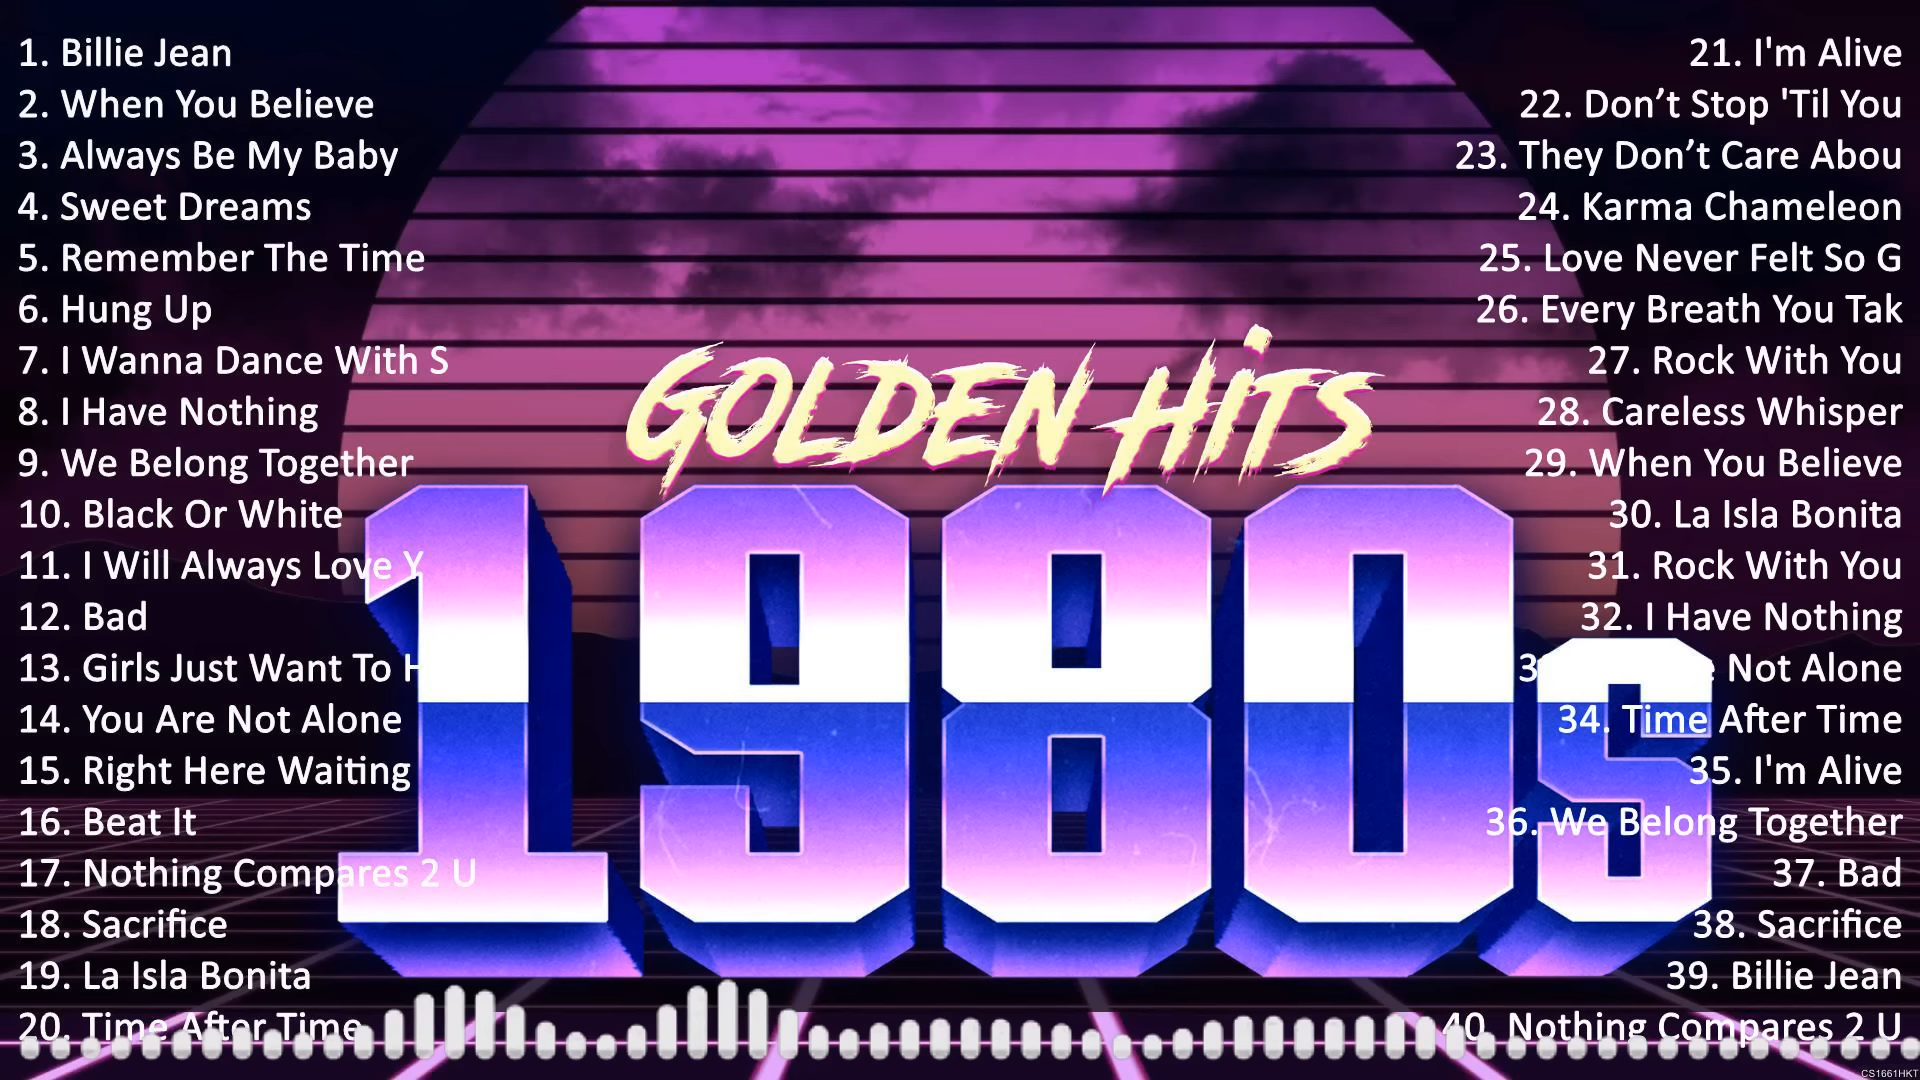 1. Billie Jean
2. When You Believe
3. Always Be My Baby
4. Sweet Dreams
5. Remember The Time
6. Hung Up
7. I Wanna Dance With S
8. I Have Nothing
9. We Belong Together
10. Black Or White
11. I Will Always Love Y
12. Bad
13. Girls Just Want To H
14. You Are Not Alone
15. Right Here Waiting
16. Beat It
17. Nothing Compares 2 U
18. Sacrifice
19. La Isla Bonita
20. Time After Time
GOLDEN HiTS
1980s
21. I'm Alive
22. Don’t Stop 'Til You
23. They Don’t Care Abou
24. Karma Chameleon
25. Love Never Felt So G
26. Every Breath You Tak
27. Rock With You
28. Careless Whisper
29. When You Believe
30. La Isla Bonita
31. Rock With You
32. I Have Nothing
Not Alone
34. Time After Time
35. I'm Alive
36. We Belong Together
37. Bad
38. Sacrifice
39. Billie Jean
40. Nothing Compares 2 U
CS1661HKT